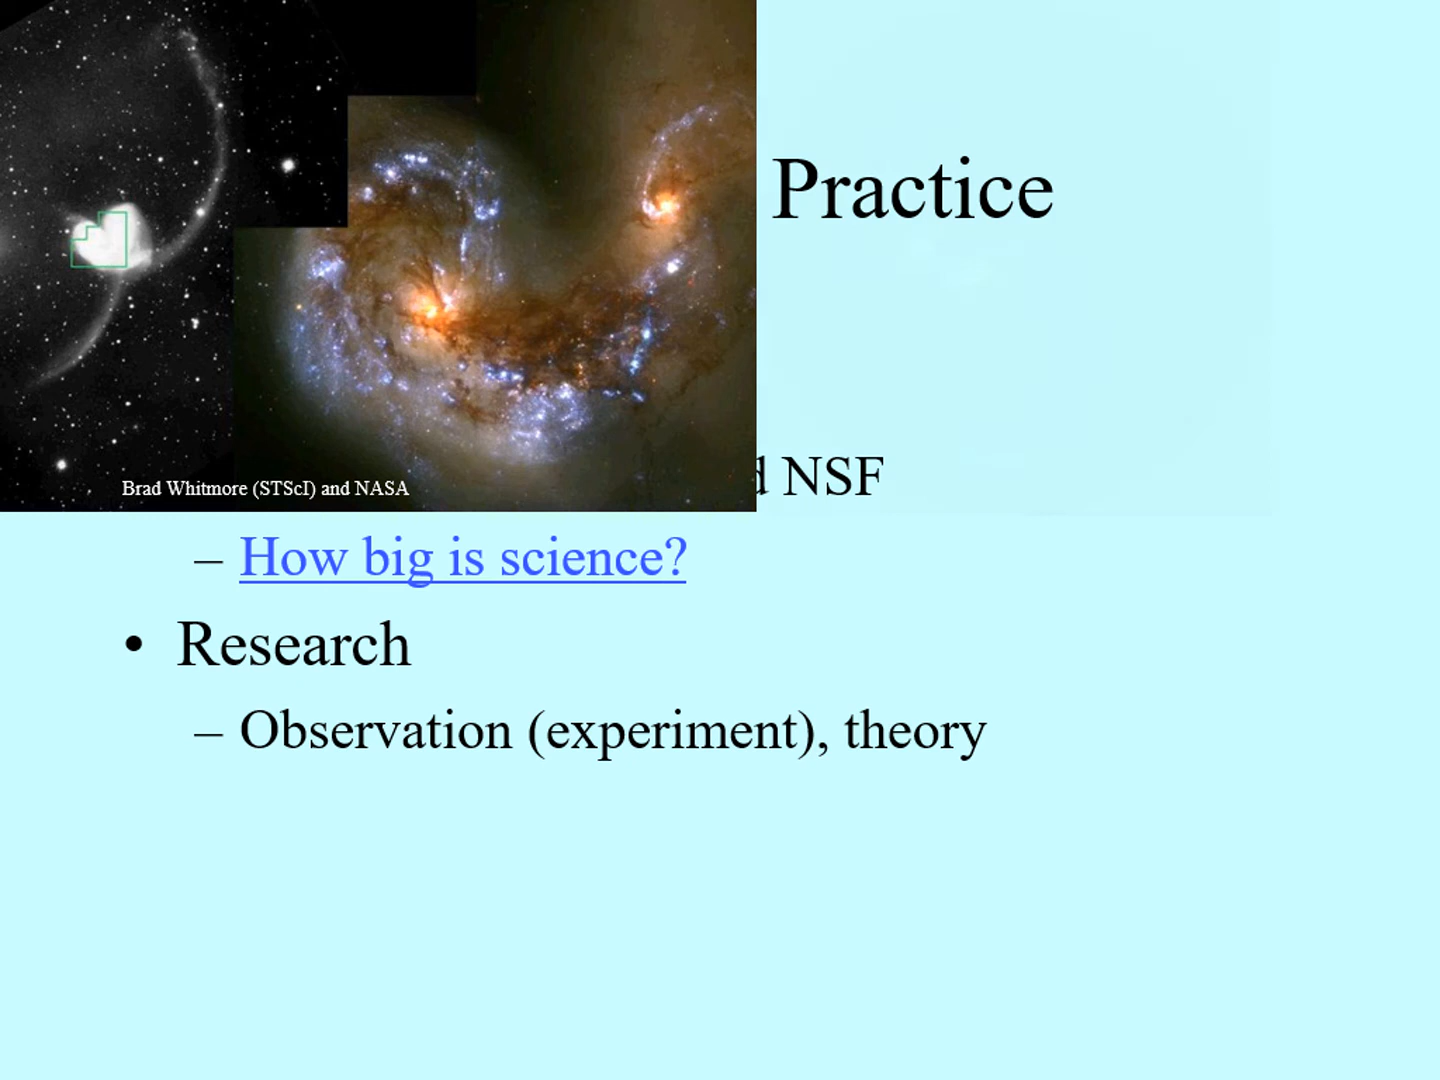 Practice
NSF
Brad Whitmore (STScI) and NASA
– How big is science?
• Research
– Observation (experiment), theory